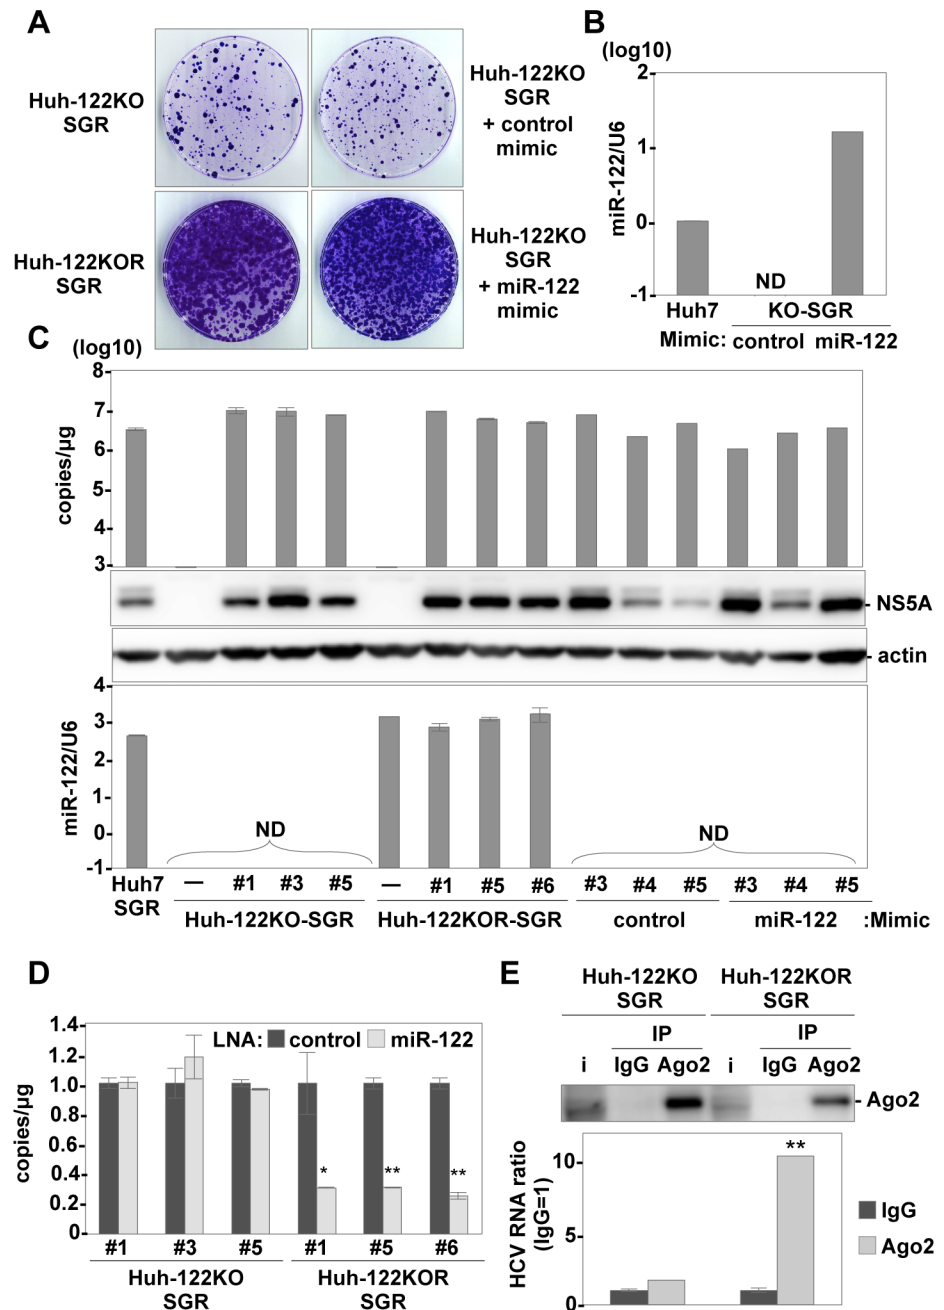 A
Huh-122KO
SGR
Huh-122KO
SGR
+ control
mimic
Huh-122KOR
SGR
Huh-122KO
SGR
+ miR-122
mimic
B
(log10)
miR-122/U6
2
1
0
-1
ND
Huh7
KO-SGR
Mimic: control miR-122
C
(log10)
copies/µg
8
7
6
5
4
3
NS5A
actin
miR-122/U6
4
3
2
1
0
-1
ND
ND
Huh7
SGR
— #1 #3 #5 — #1 #5 #6 #3 #4 #5 #3 #4 #5
Huh-122KO-SGR Huh-122KOR-SGR control miR-122 :Mimic
D
copies/µg
1.4
1.2
1.0
0.8
0.6
0.4
0.2
0
LNA: control miR-122
* ** **
#1 #3 #5 #1 #5 #6
Huh-122KO
SGR
Huh-122KOR
SGR
E
Huh-122KO
SGR
Huh-122KOR
SGR
IP IP
i IgG Ago2 i IgG Ago2
Ago2
HCV RNA ratio
(IgG=1)
10
5
0
**
IgG
Ago2